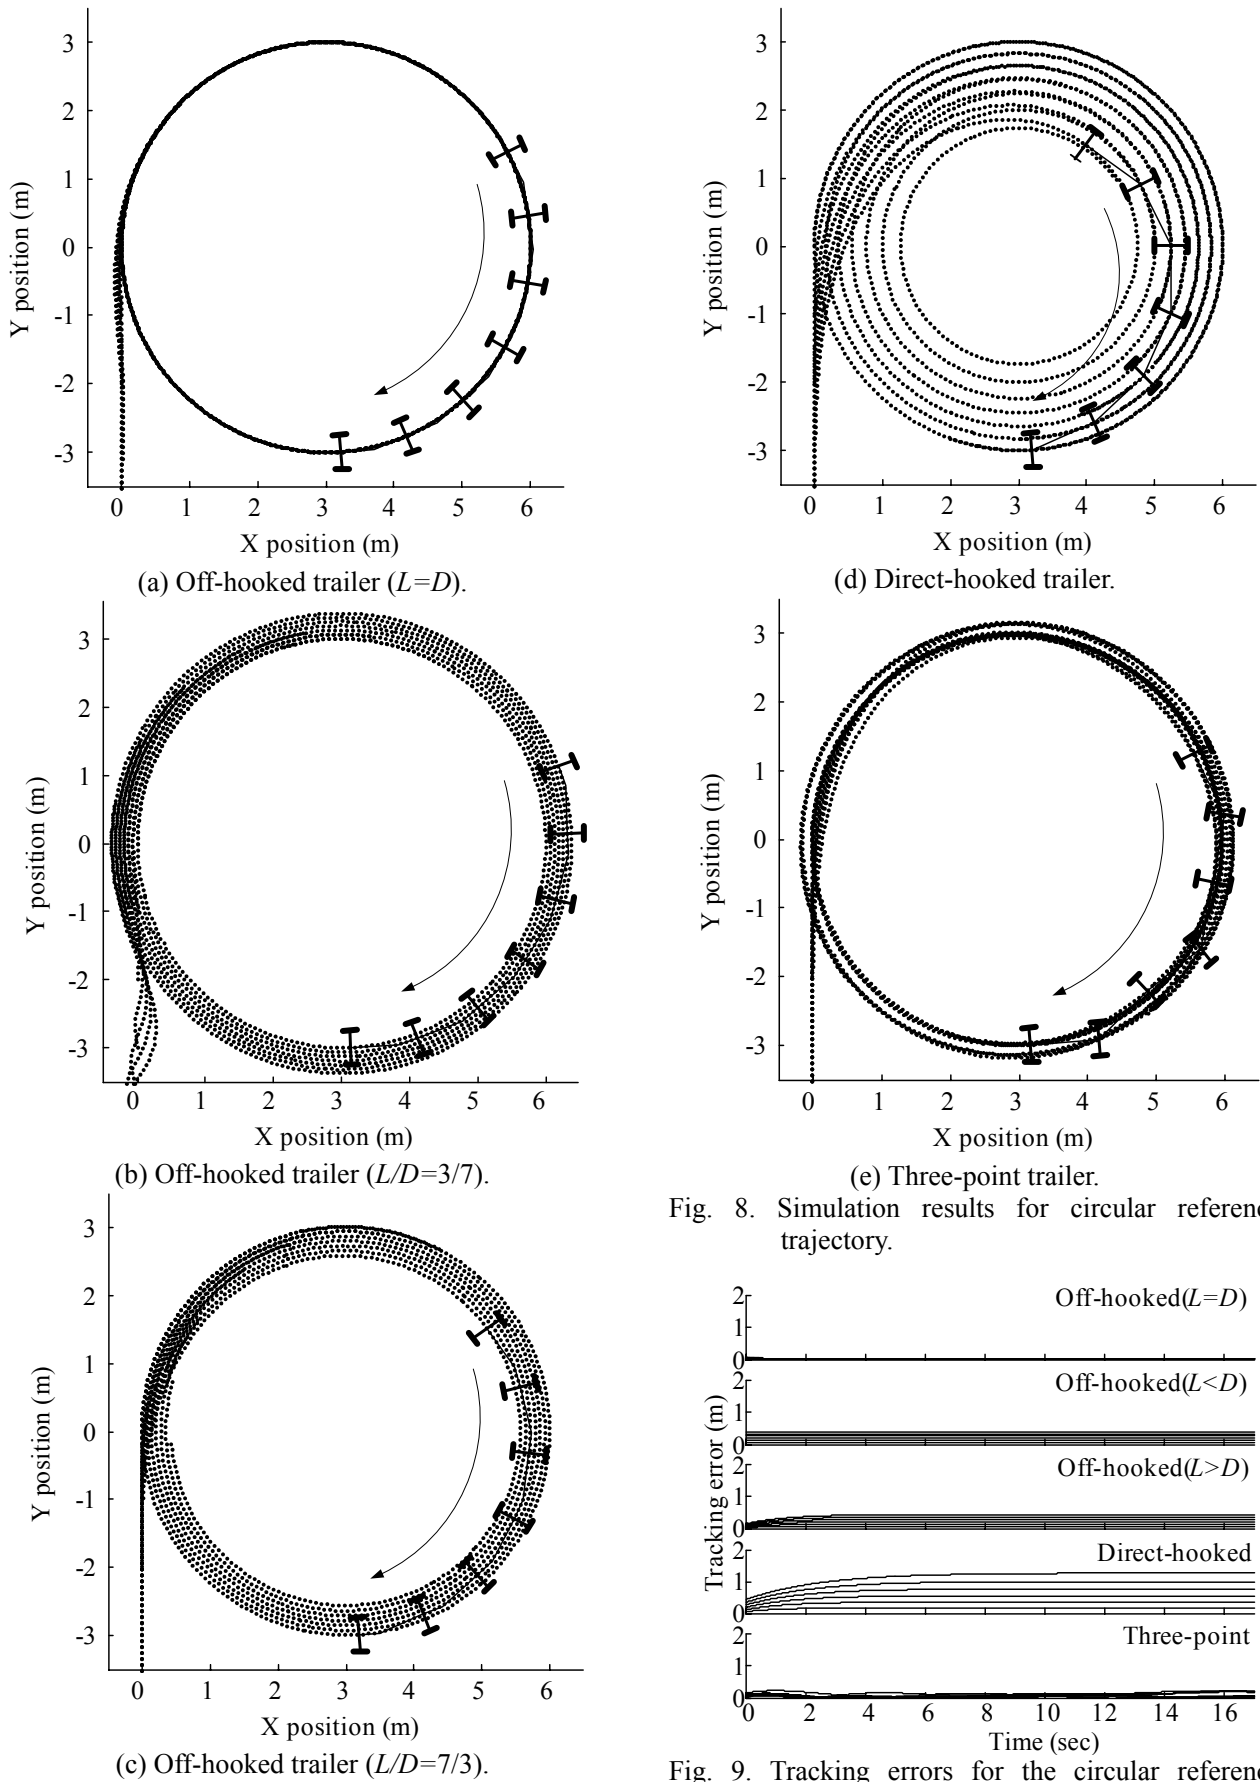 3
2
1
0
-1
-2
-3
Y position (m)
0 1 2 3 4 5 6
X position (m)
(a) Off-hooked trailer (L=D).
3
2
1
0
-1
-2
-3
Y position (m)
0 1 2 3 4 5 6
X position (m)
(b) Off-hooked trailer (L/D=3/7).
3
2
1
0
-1
-2
-3
Y position (m)
0 1 2 3 4 5 6
X position (m)
(c) Off-hooked trailer (L/D=7/3).
3
2
1
0
-1
-2
-3
Y position (m)
0 1 2 3 4 5 6
X position (m)
(d) Direct-hooked trailer.
3
2
1
0
-1
-2
-3
Y position (m)
0 1 2 3 4 5 6
X position (m)
(e) Three-point trailer.
Fig. 8. Simulation results for circular referenc
trajectory.
Tracking error (m)
2
1
0
Off-hooked(L=D)
2
1
0
Off-hooked(L<D)
2
1
0
Off-hooked(L>D)
2
1
0
Direct-hooked
2
1
0
Three-point
0 2 4 6 8 10 12 14 16
Time (sec)
Fig. 9. Tracking errors for the circular referenc